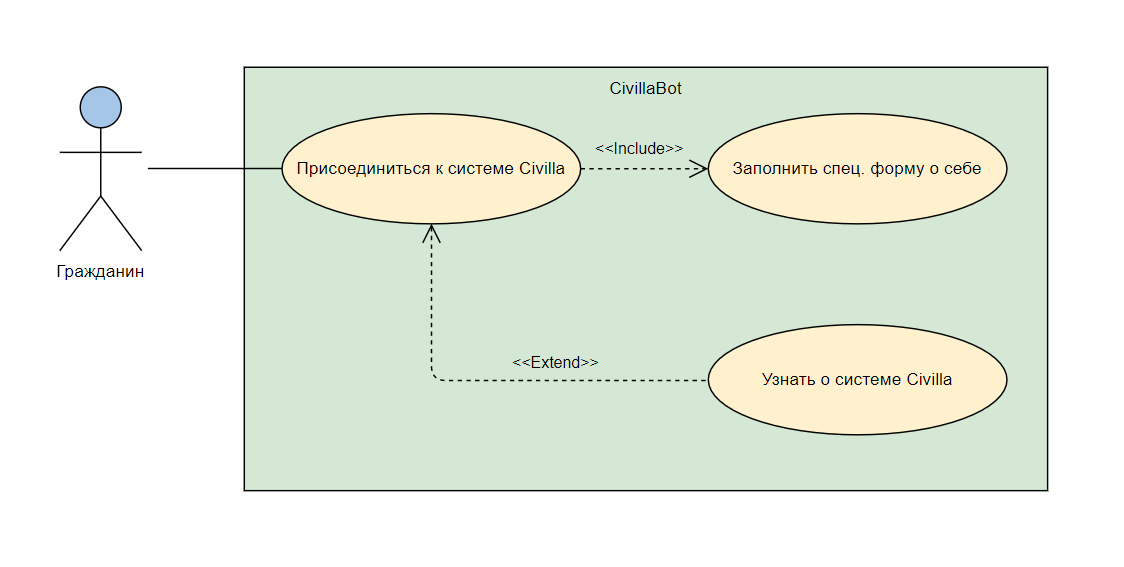 CivillaBot
<<Include>>
Присоединиться к системе Civilla
Заполнить спец. форму о себе
Гражданин
<<Extend>>
Узнать о системе Civilla